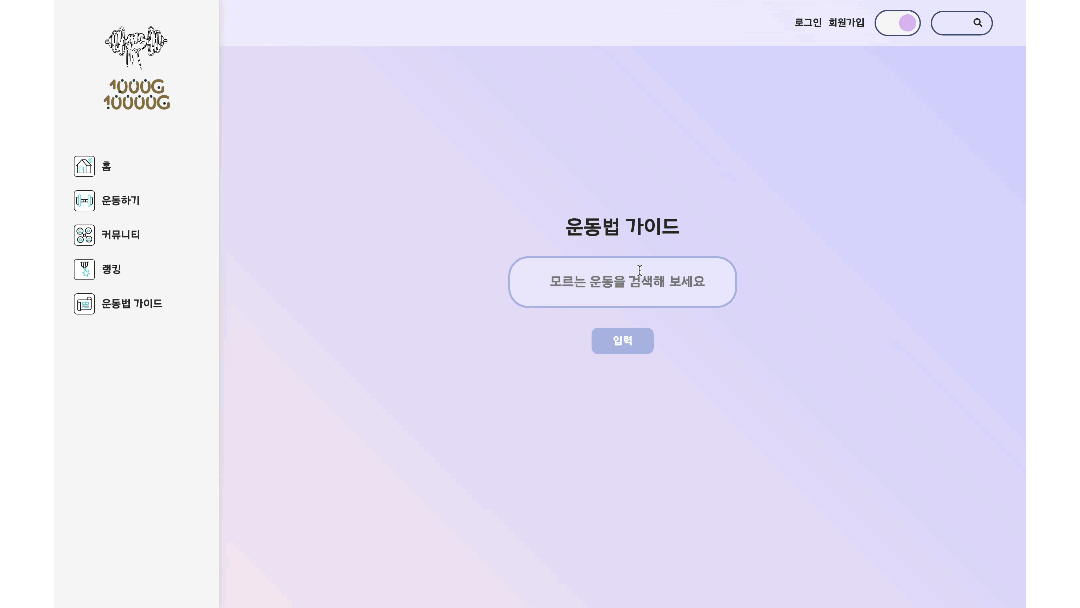 1000G
10000G
홈
운동하기
커뮤니티
랭킹
운동법 가이드
로그인 회원가입
운동법 가이드
모르는 운동을 검색해 보세요
입력